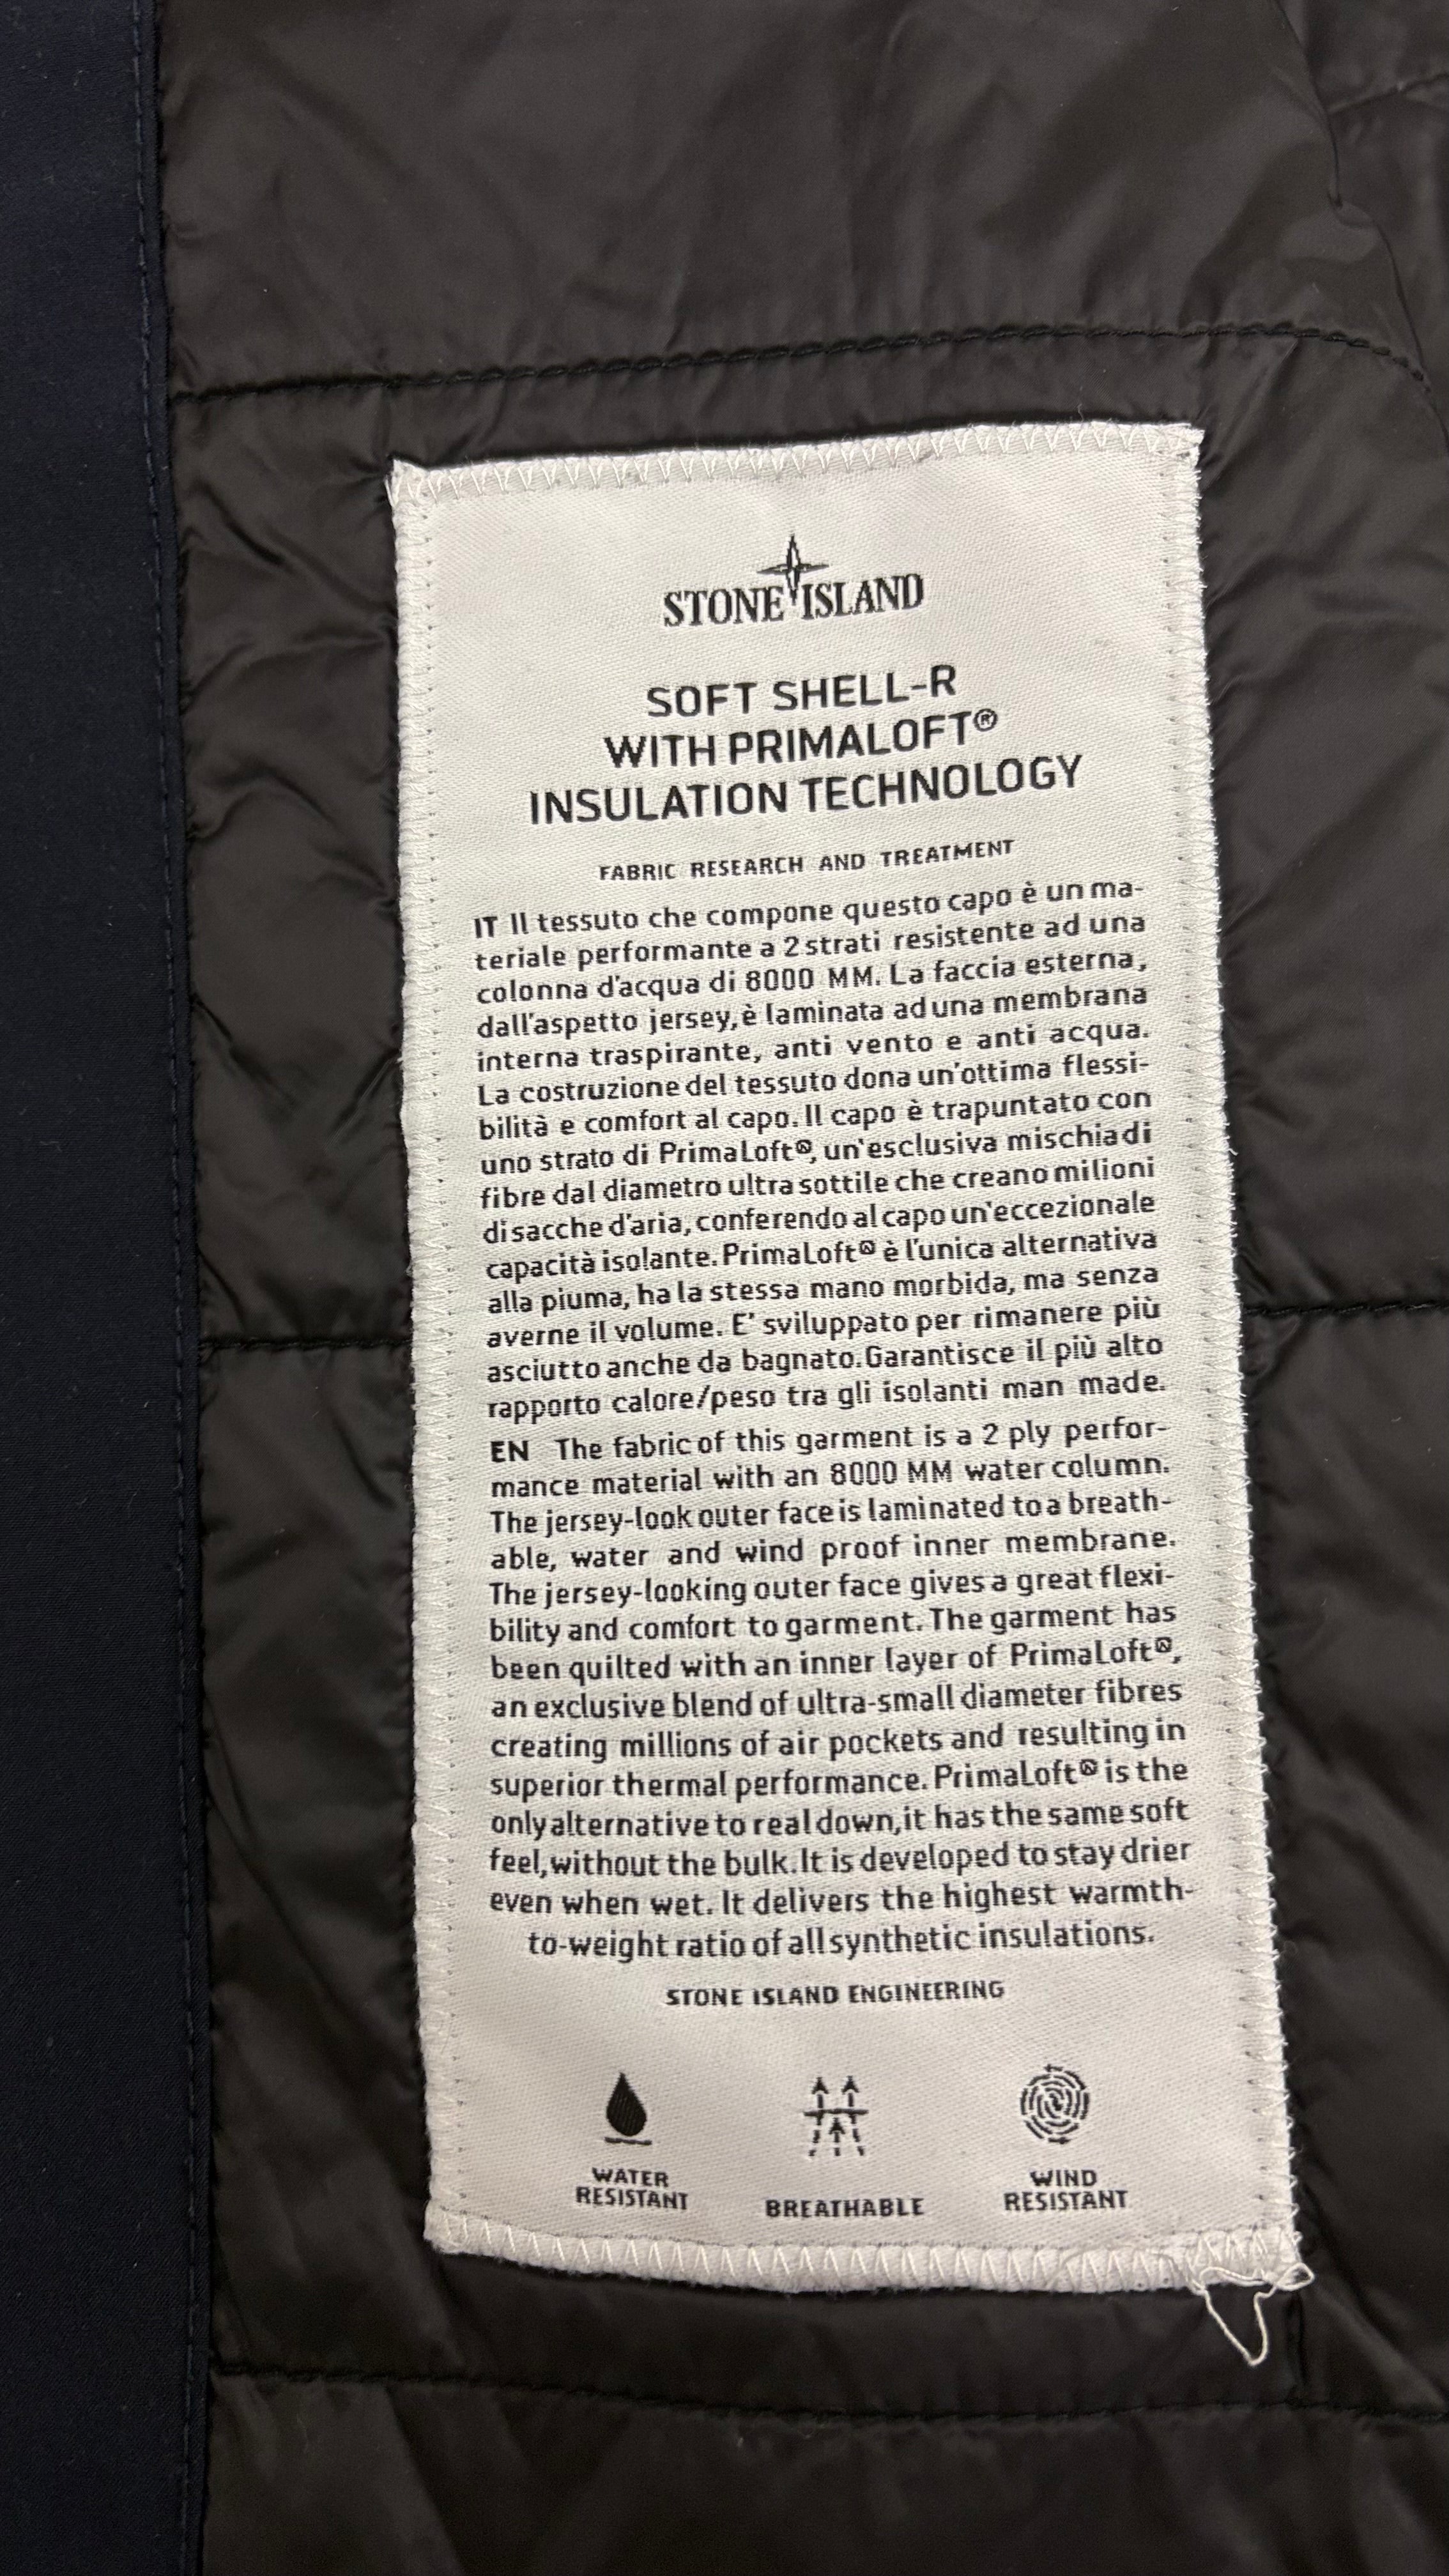 STONE ISLAND
SOFT SHELL-R
WITH PRIMALOFT®
INSULATION TECHNOLOGY
FABRIC RESEARCH AND TREATMENT
IT Il tessuto che compone questo capo è un ma-
teriale performante a 2 strati resistente ad una
colonna d'acqua di 8000 MM. La faccia esterna,
dall'aspetto jersey, è laminata ad una membrana
interna traspirante, anti vento e anti acqua.
La costruzione del tessuto dona un'ottima flessi-
bilità e comfort al capo. Il capo è trapuntato con
uno strato di PrimaLoft®, un'esclusiva mischia di
fibre dal diametro ultra sottile che creano milioni
di sacche d'aria, conferendo al capo un'eccezionale
capacità isolante. PrimaLoft® è l'unica alternativa
alla piuma, ha la stessa mano morbida, ma senza
averne il volume. E' sviluppato per rimanere più
asciutto anche da bagnato. Garantisce il più alto
rapporto calore/peso tra gli isolanti man made.
EN The fabric of this garment is a 2 ply perfor-
mance material with an 8000 MM water column.
The jersey-look outer face is laminated to a breath-
able, water and wind proof inner membrane.
The jersey-looking outer face gives a great flexi-
bility and comfort to garment. The garment has
been quilted with an inner layer of PrimaLoft®,
an exclusive blend of ultra-small diameter fibres
creating millions of air pockets and resulting in
superior thermal performance. PrimaLoft® is the
only alternative to real down, it has the same soft
feel, without the bulk. It is developed to stay drier
even when wet. It delivers the highest warmth-
to-weight ratio of all synthetic insulations.
STONE ISLAND ENGINEERING
WATER
RESISTANT
BREATHABLE
WIND
RESISTANT